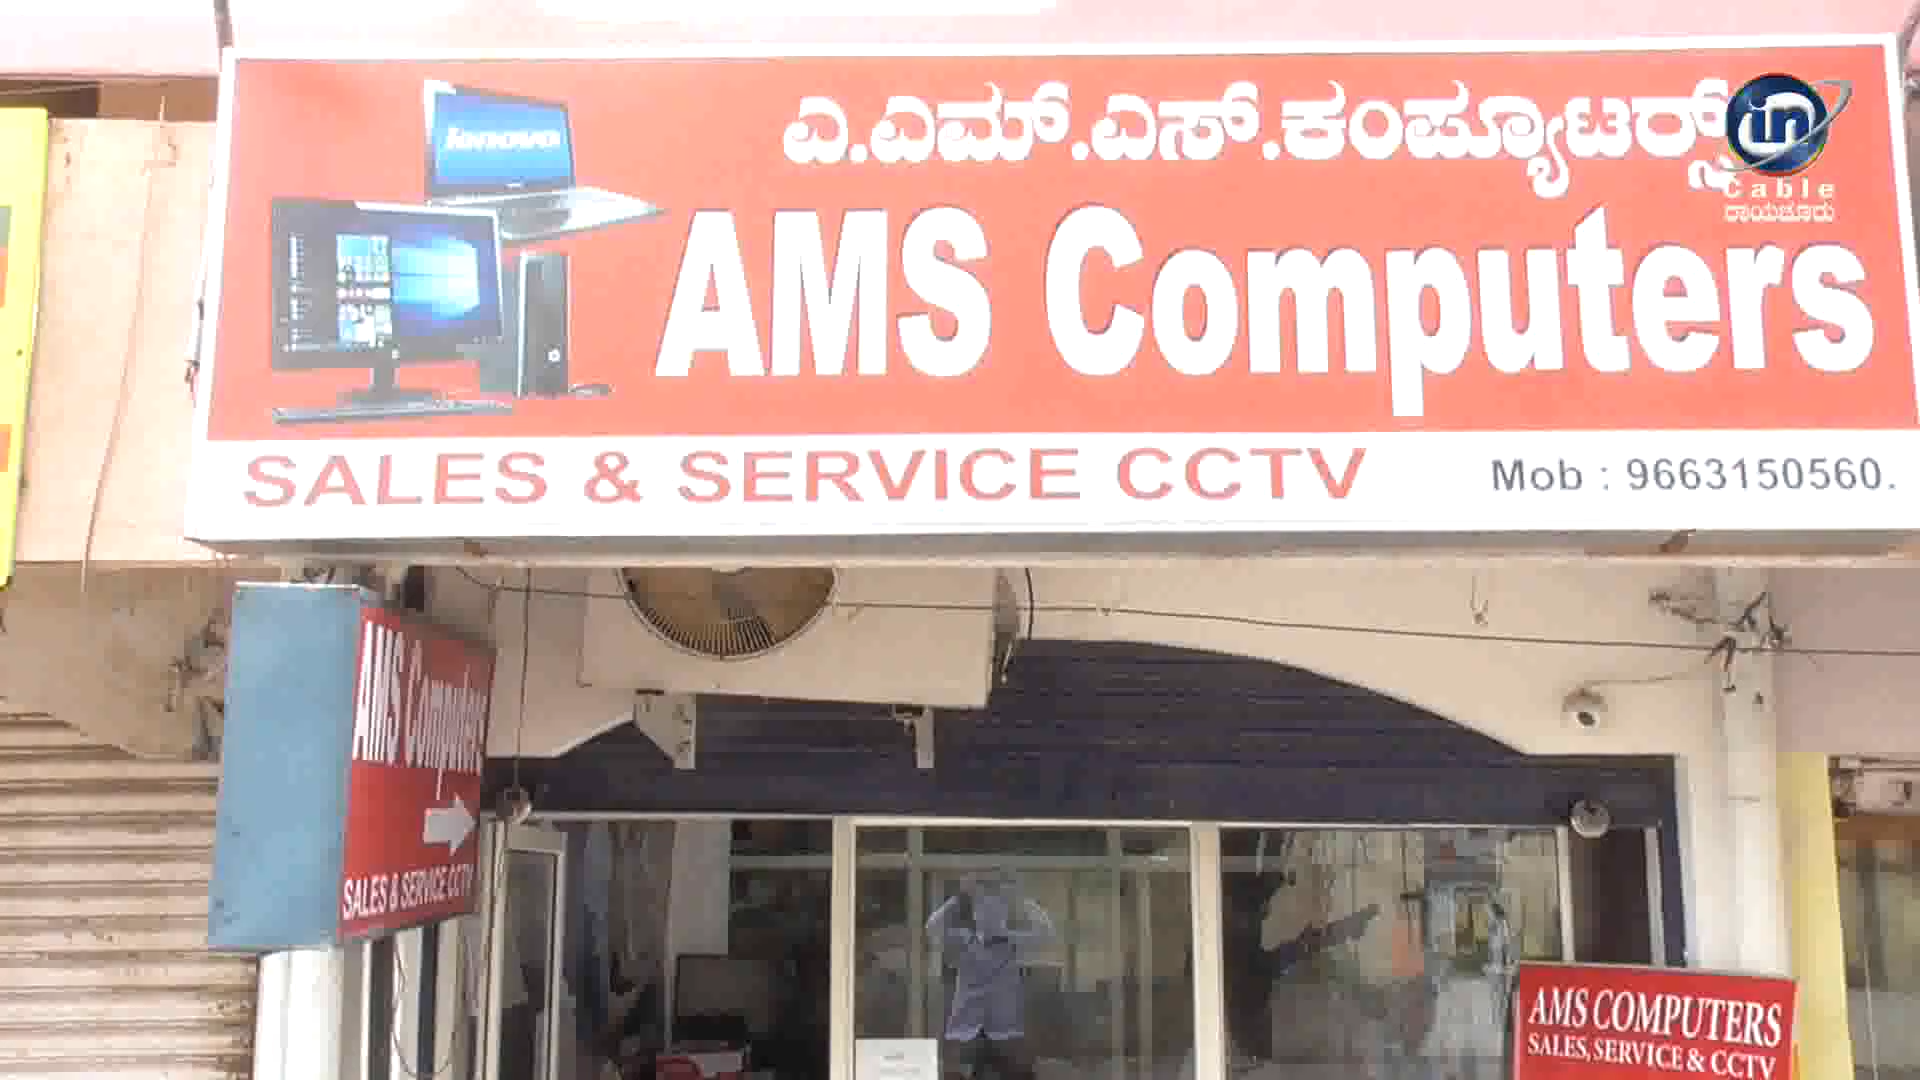 ಎ.ಎಮ್.ಎಸ್.ಕಂಪ್ಯೂಟರ್ಸ್
in
Cable
ರಾಯಚೂರು
lenovo
AMS Computers
SALES & SERVICE CCTV
Mob : 9663150560.
AMS Computers
SALES & SERVICE CCTV
AMS COMPUTERS
SALES, SERVICE & CCTV